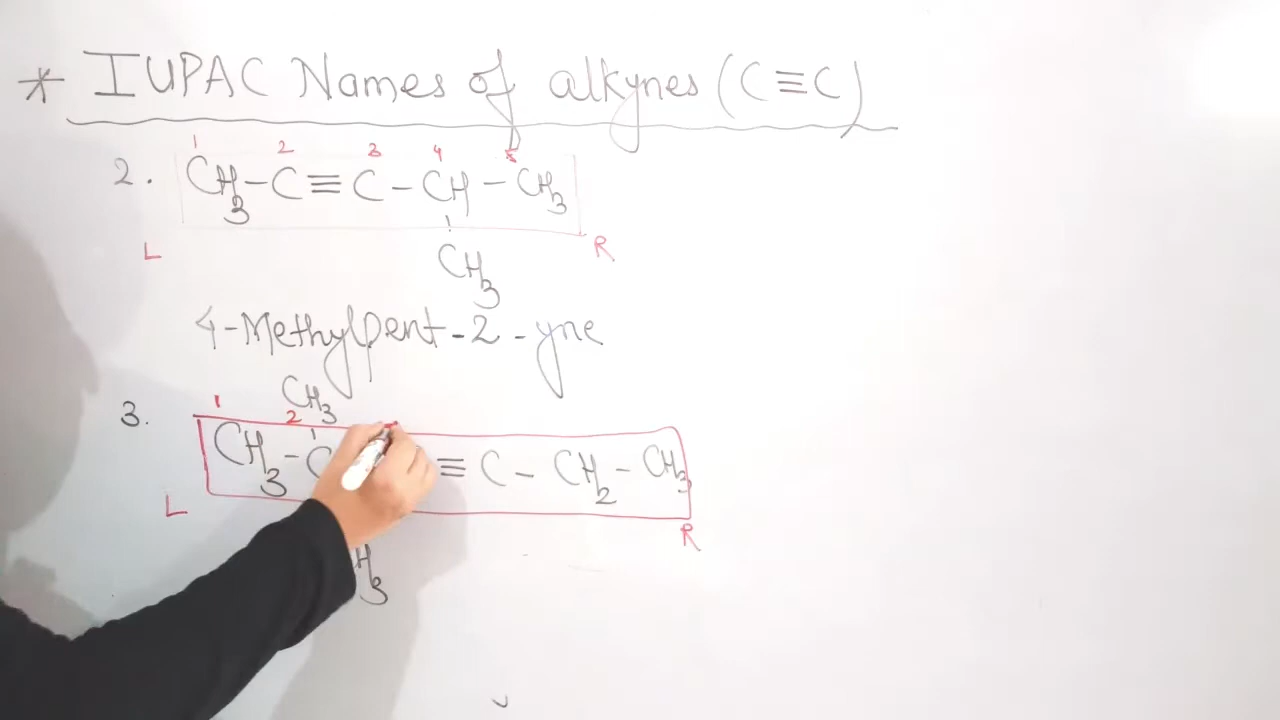 * IUPAC Names of alkynes (C≡C)
1 2 3 4 5
2. CH3-C≡C-CH-CH3
L R
CH3
4-Methylpent-2-yne
CH3
1 2
3. CH3-C ≡C-CH2-CH3
L R
H3